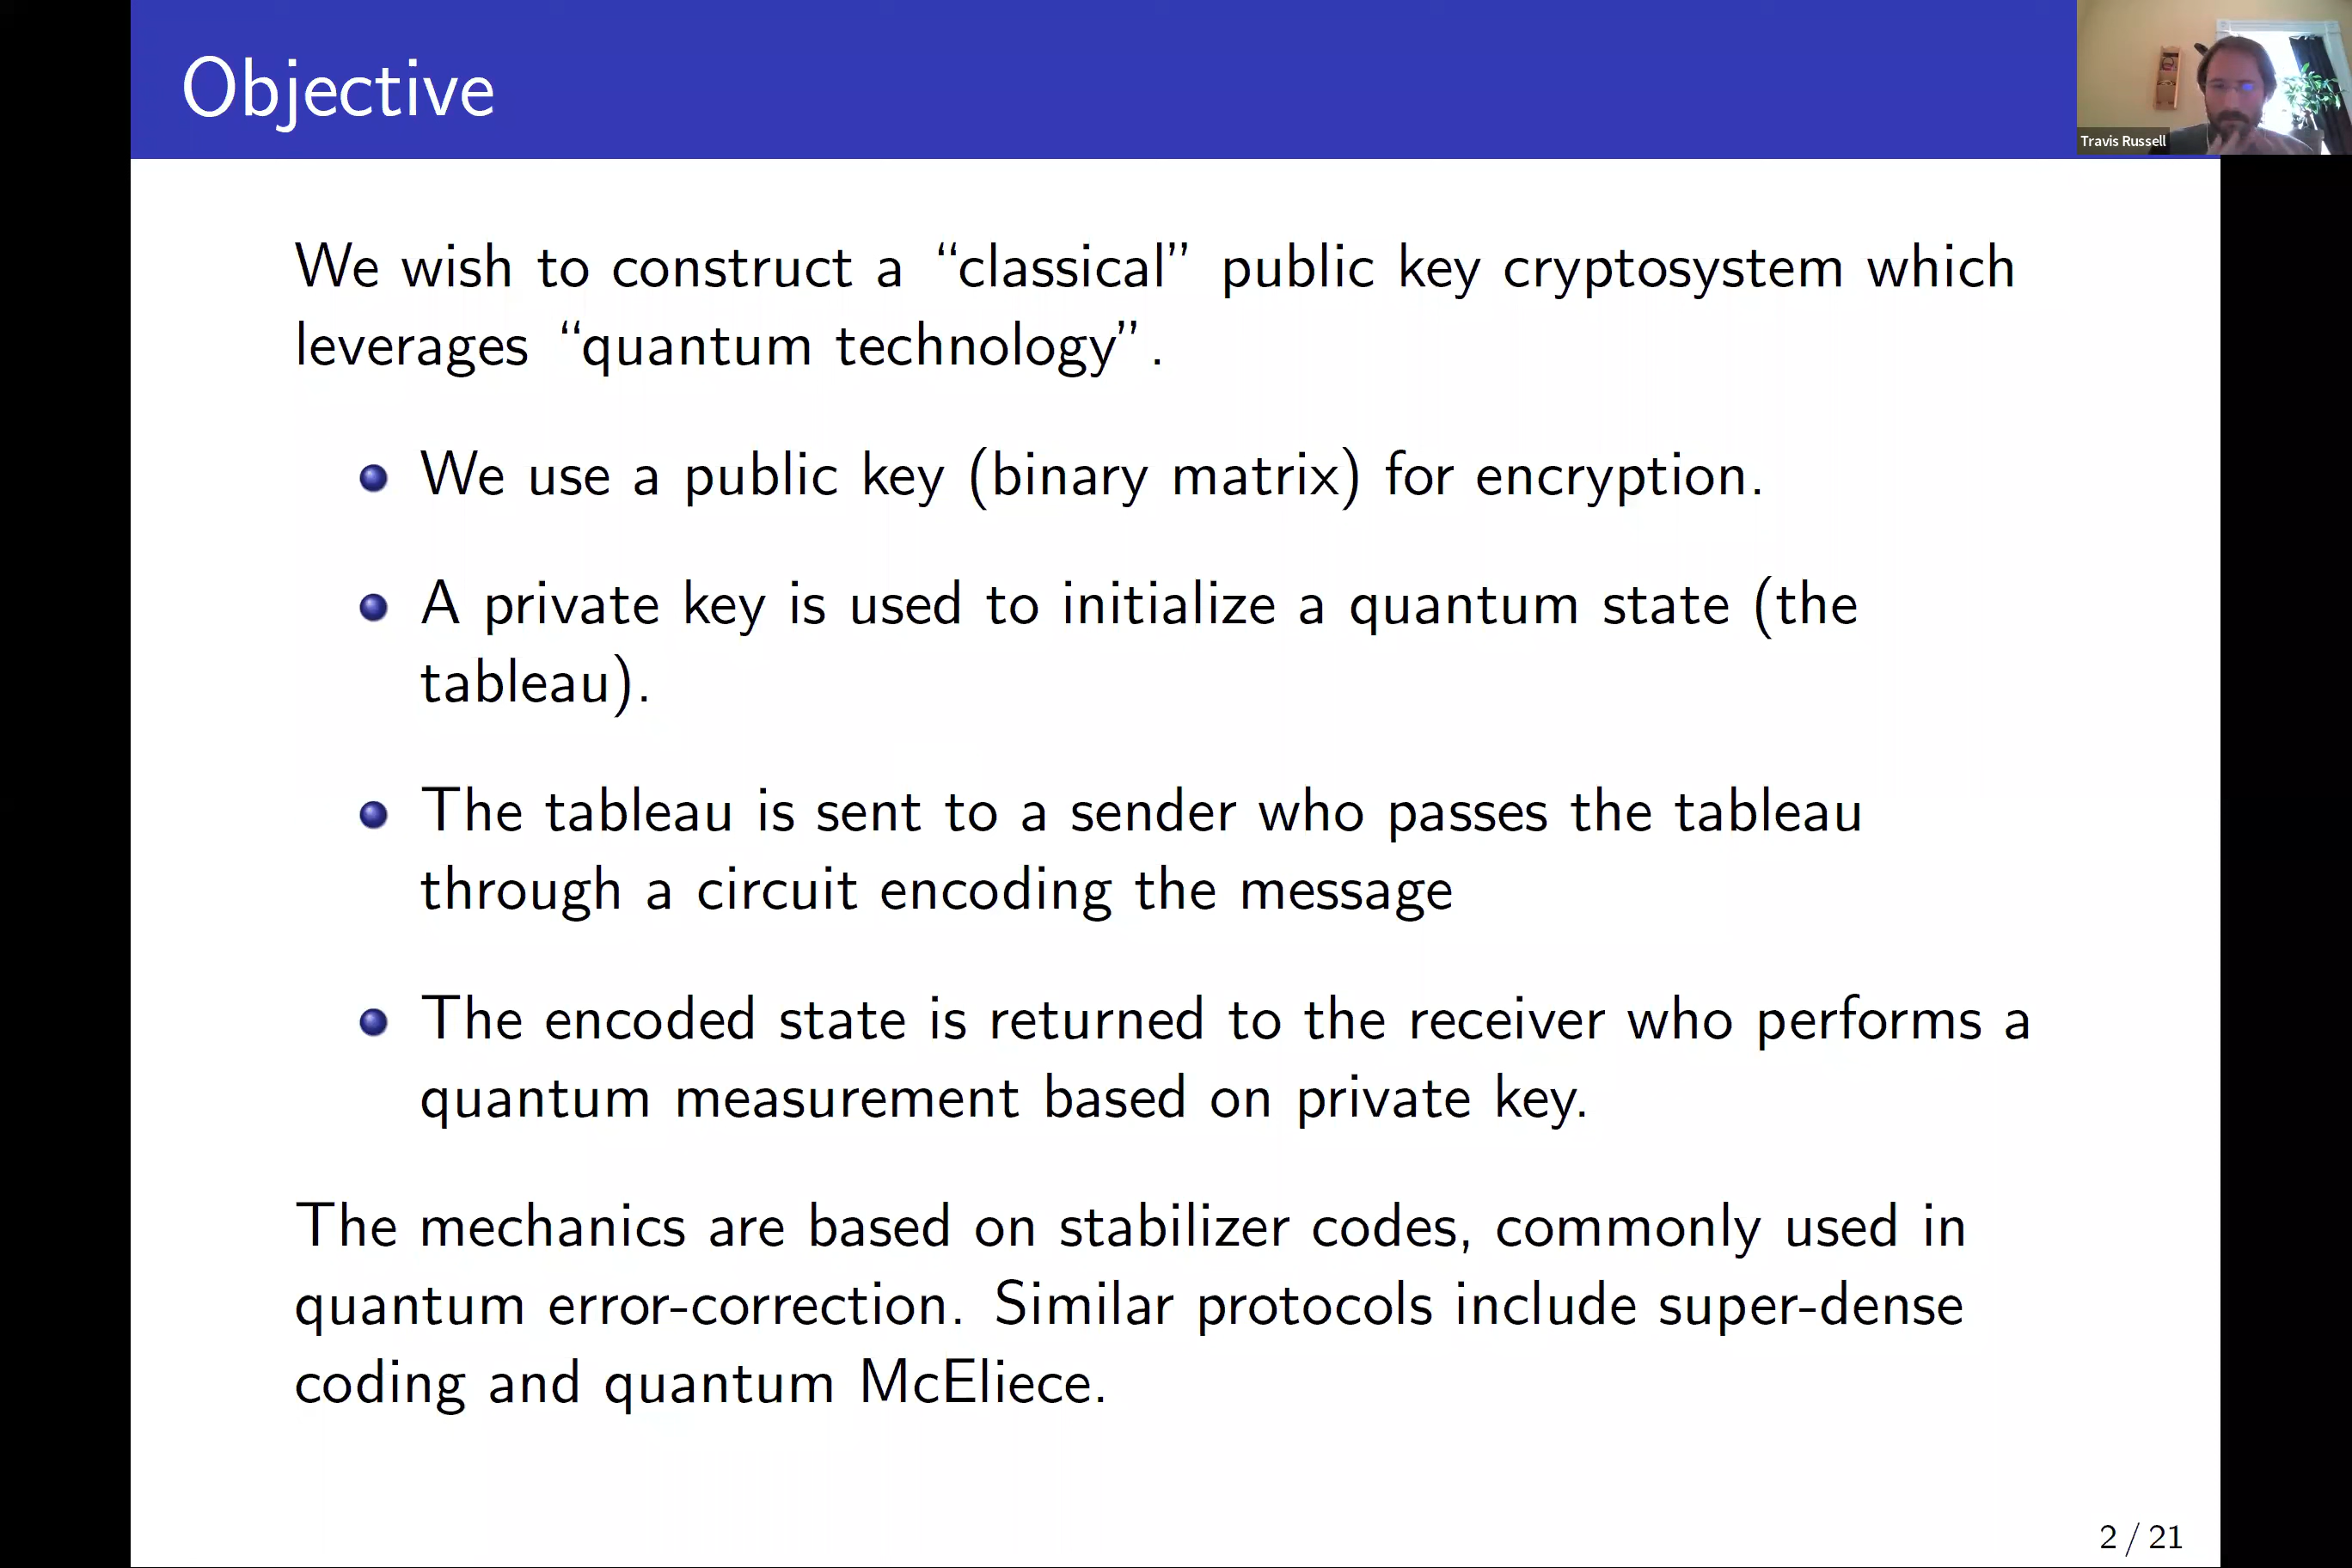 Objective
Travis Russell
We wish to construct a “classical” public key cryptosystem which
leverages “quantum technology”.
We use a public key (binary matrix) for encryption.
A private key is used to initialize a quantum state (the
tableau).
The tableau is sent to a sender who passes the tableau
through a circuit encoding the message
The encoded state is returned to the receiver who performs a
quantum measurement based on private key.
The mechanics are based on stabilizer codes, commonly used in
quantum error-correction. Similar protocols include super-dense
coding and quantum McEliece.
2 / 21